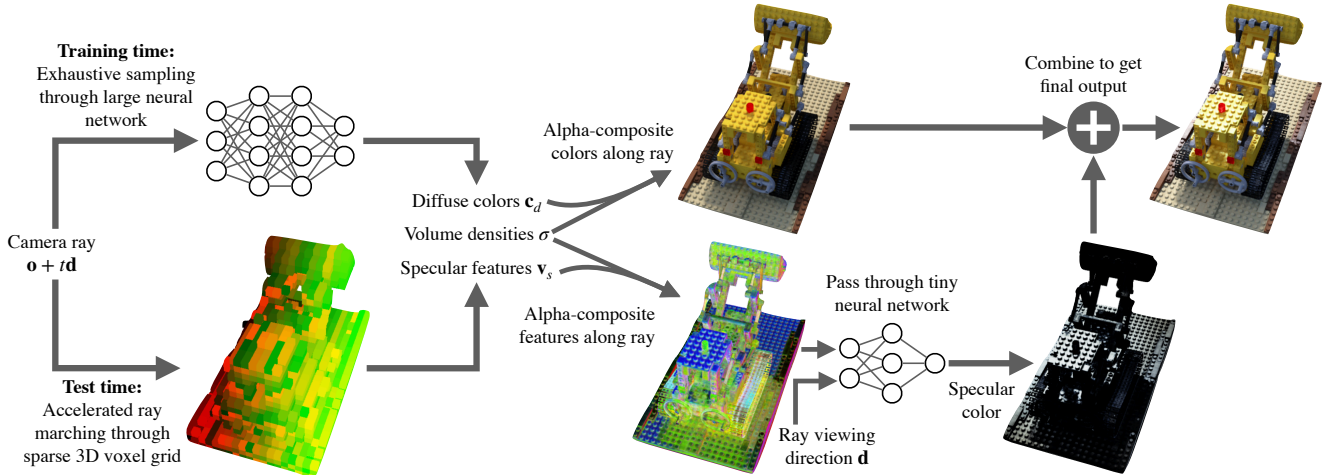 Training time:
Exhaustive sampling
through large neural
network
Camera ray
o + td
Test time:
Accelerated ray
marching through
sparse 3D voxel grid
Diffuse colors c_d
Volume densities σ
Specular features v_s
Alpha-composite
colors along ray
Alpha-composite
features along ray
Pass through tiny
neural network
Ray viewing
direction d
Specular
color
Combine to get
final output